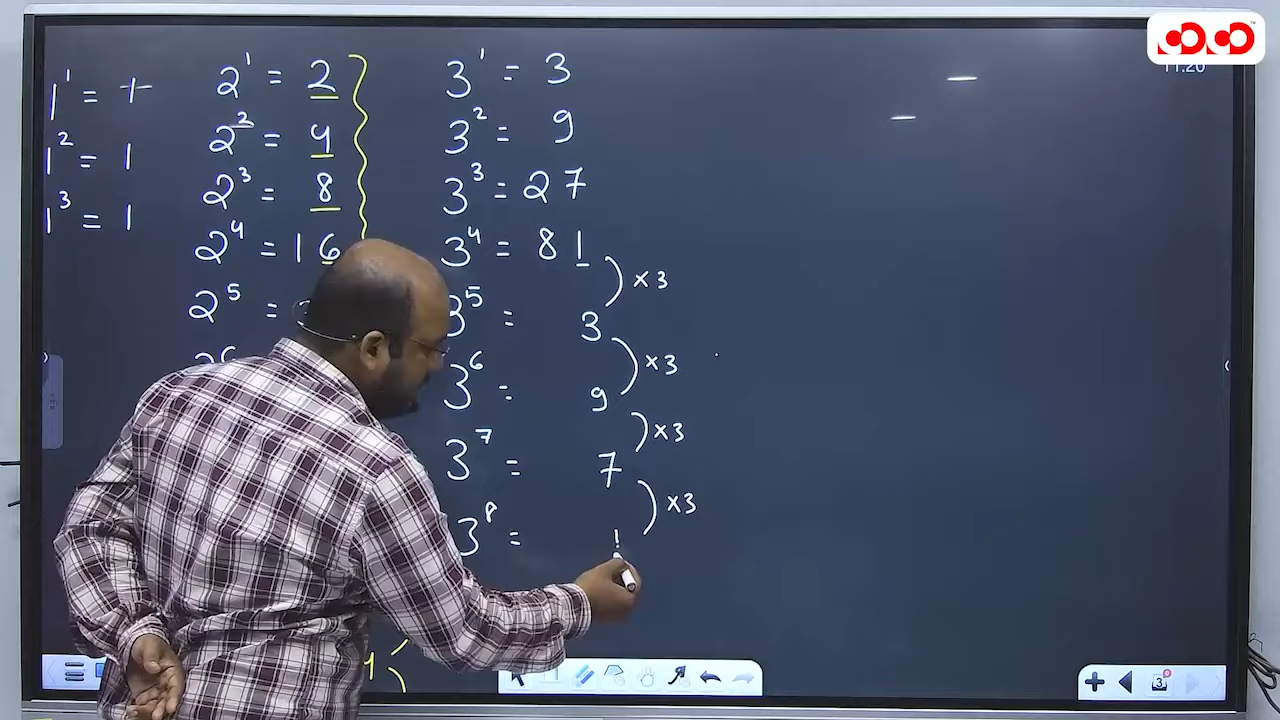 11:20
1¹ = 1
1² = 1
1³ = 1
2¹ = 2
2² = 4
2³ = 8
2⁴ = 16
2⁵ =
3¹ = 3
3² = 9
3³ = 27
3⁴ = 81
×3
3⁵ = 3
×3
3⁶ = 9
×3
3⁷ = 7
×3
3⁸ = 1
3